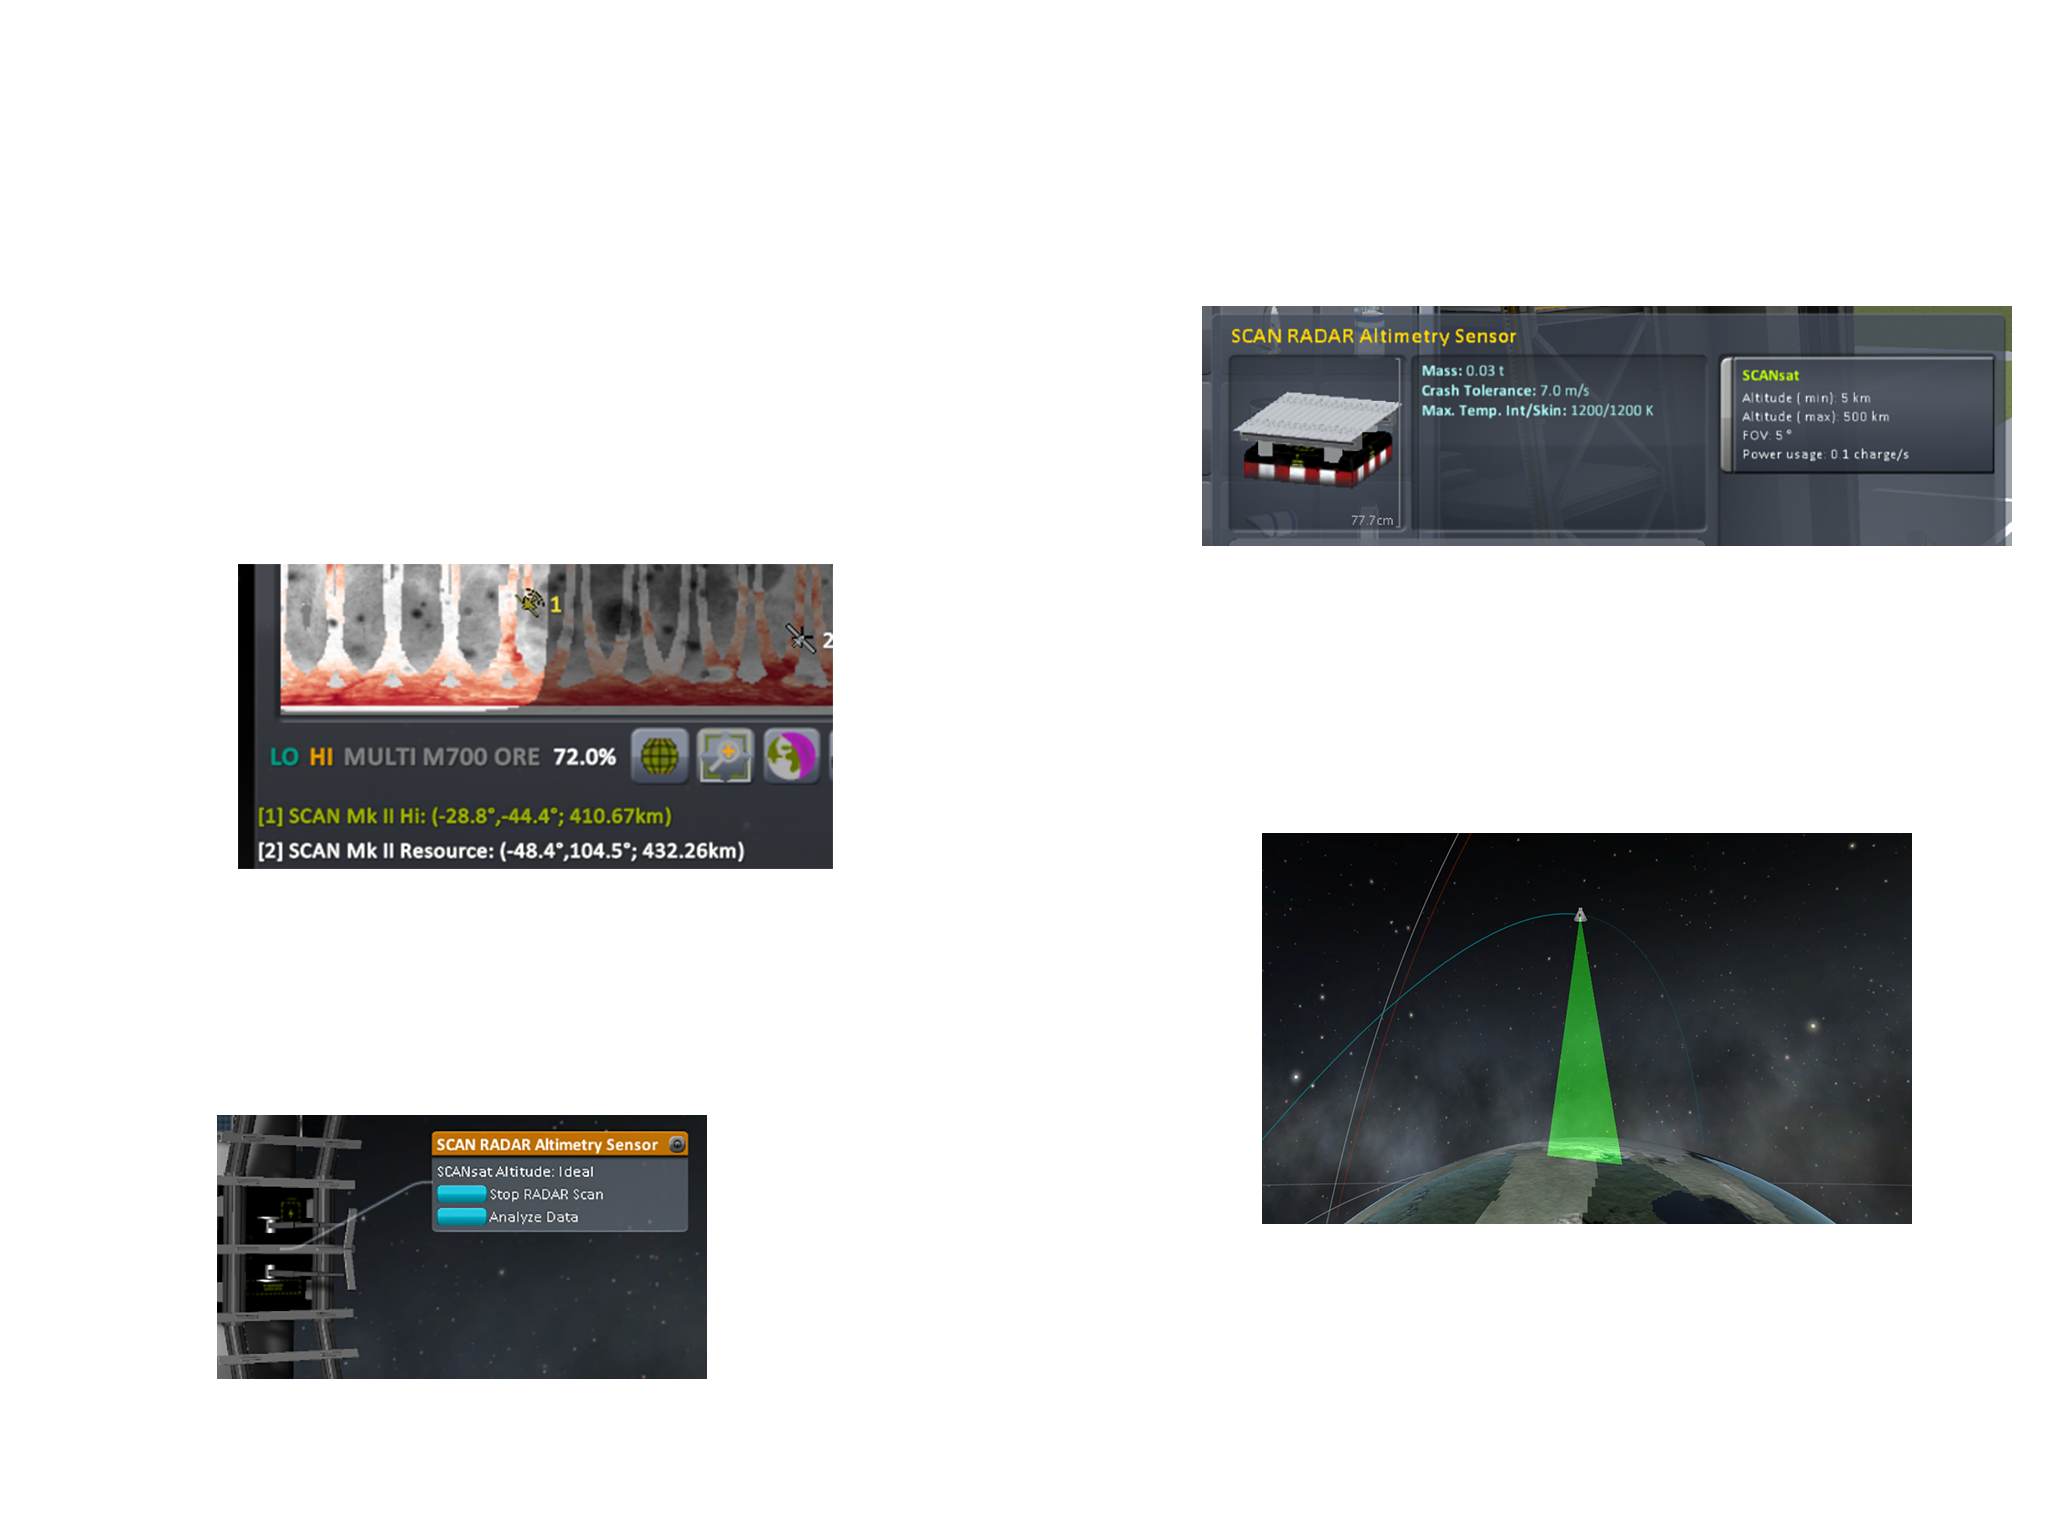 SCAN RADAR Altimetry Sensor
Mass: 0.03 t
Crash Tolerance: 7.0 m/s
Max. Temp. Int/Skin: 1200/1200 K
77.7cm
SCANsat
Altitude ( min): 5 km
Altitude ( max): 500 km
FOV: 5 °
Power usage: 0.1 charge/s
1
2
LO HI MULTI M700 ORE 72.0%
[1] SCAN Mk II Hi: (-28.8°,-44.4°; 410.67km)
[2] SCAN Mk II Resource: (-48.4°,104.5°; 432.26km)
SCAN RADAR Altimetry Sensor
SCANsat Altitude: Ideal
Stop RADAR Scan
Analyze Data